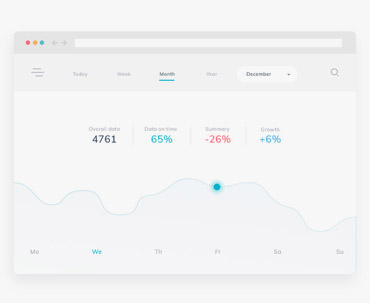 Today Week Month Year December
Overall data Data on time Summary Growth
4761 65% -26% +6%
Mo We Th Fr Sa Su